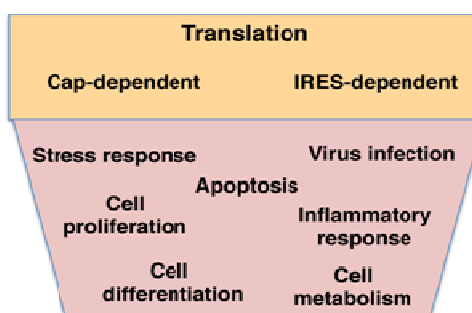 Translation
Cap-dependent IRES-dependent
Stress response Virus infection
Apoptosis
Cell
proliferation
Inflammatory
response
Cell
differentiation
Cell
metabolism